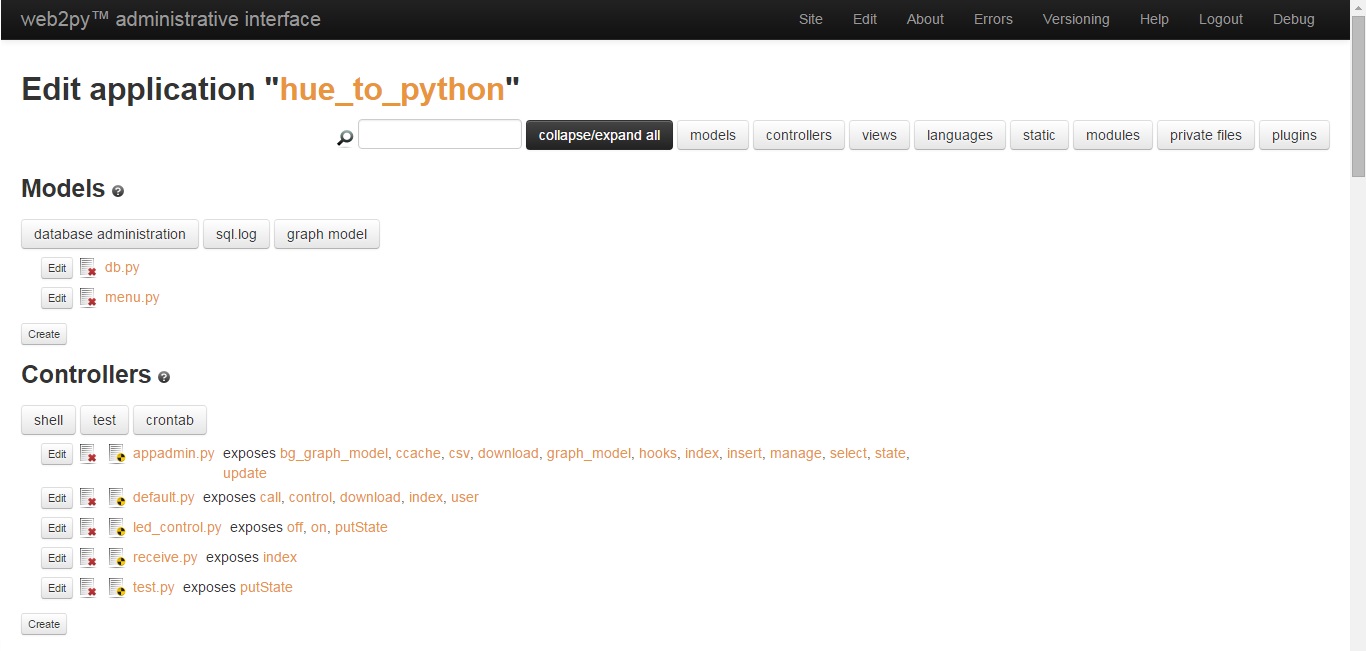 web2py™ administrative interface Site Edit About Errors Versioning Help Logout Debug
Edit application "hue_to_python"
collapse/expand all models controllers views languages static modules private files plugins
Models ?
database administration sql.log graph model
Edit db.py
Edit menu.py
Create
Controllers ?
shell test crontab
Edit appadmin.py exposes bg_graph_model, ccache, csv, download, graph_model, hooks, index, insert, manage, select, state,
update
Edit default.py exposes call, control, download, index, user
Edit led_control.py exposes off, on, putState
Edit receive.py exposes index
Edit test.py exposes putState
Create